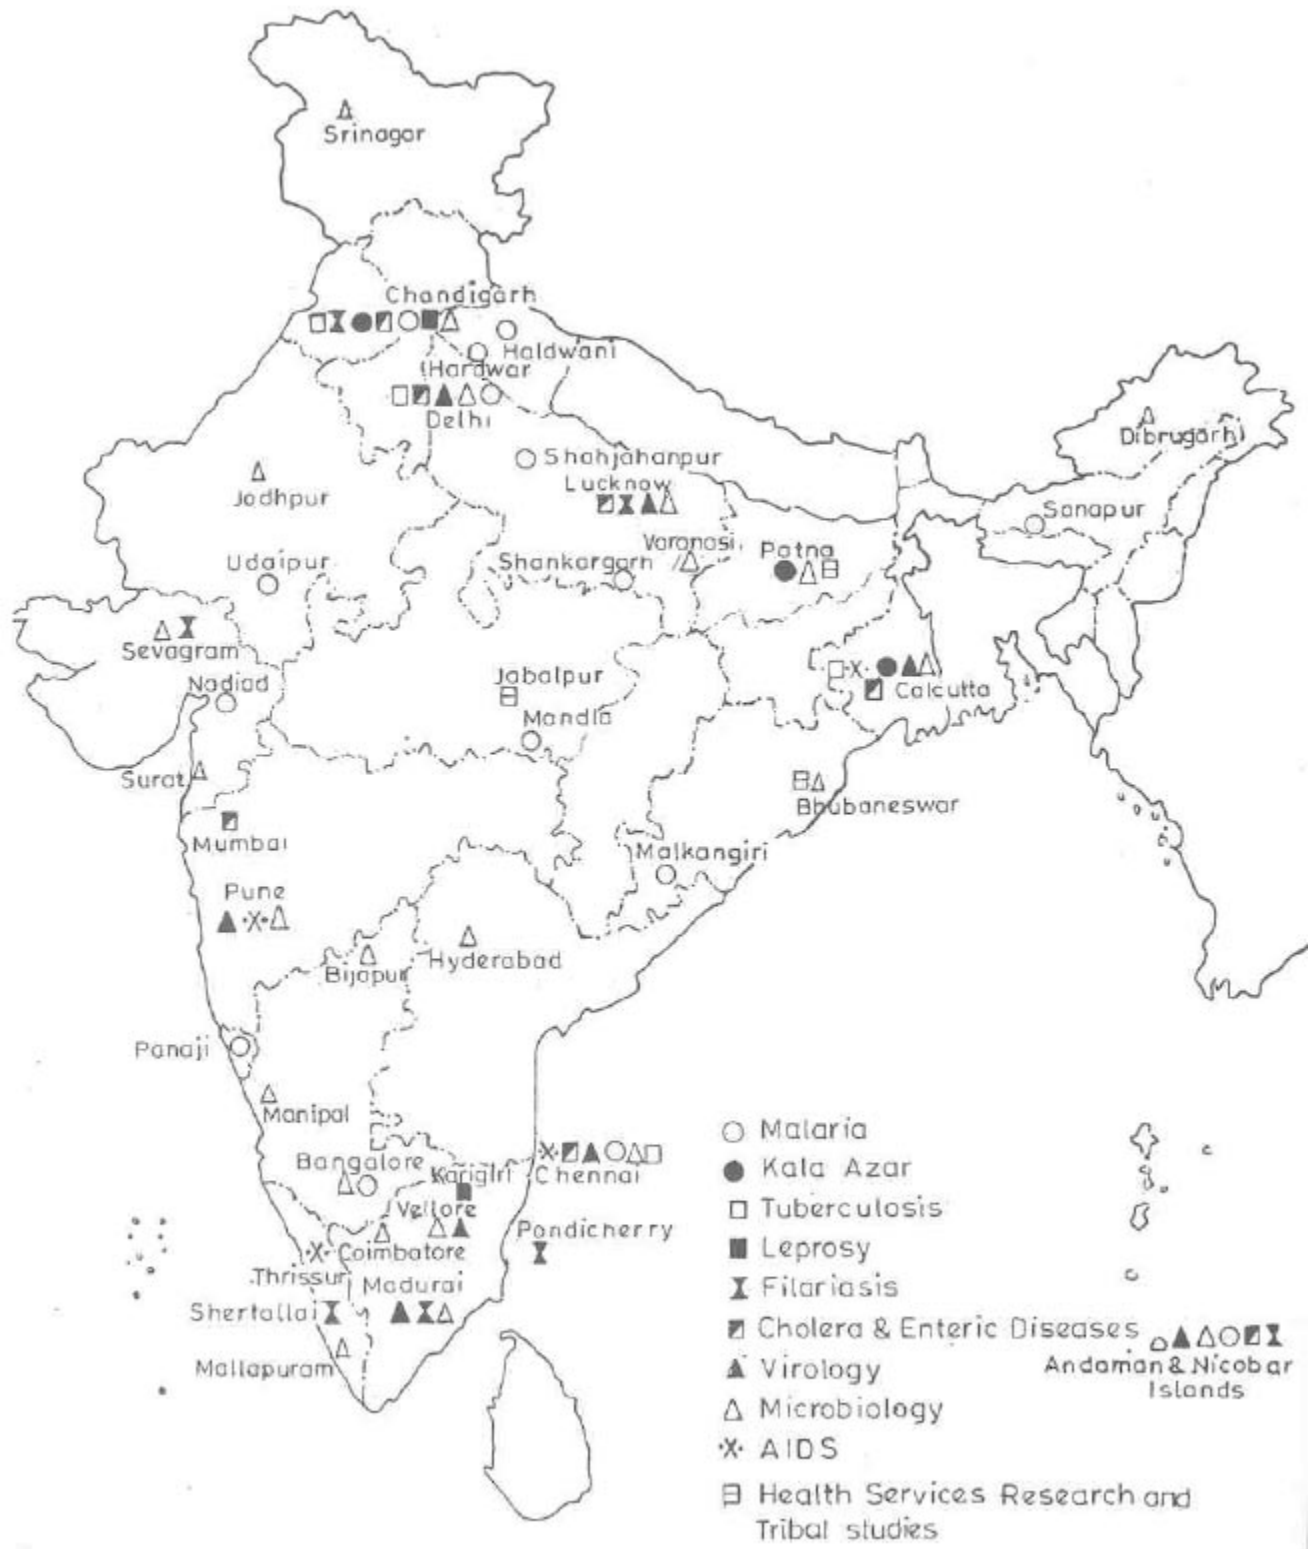 Srinagar
Chandigarh
Haldwani
Hardwar
Delhi
Dibrugarh
Shahjahanpur
Lucknow
Jodhpur
Sonapur
Varanasi
Patna
Shankargarh
Udaipur
Sevagram
Nadiad
Jabalpur
Calcutta
Mandla
Surat
Bhubaneswar
Mumbai
Malkangiri
Pune
Bijapur
Hyderabad
Panaji
Manipal
Bangalore
Karigiri
Chennai
Vellore
Pondicherry
Coimbatore
Thrissur
Madurai
Shertallai
Mallapuram
Malaria
Kala Azar
Tuberculosis
Leprosy
Filariasis
Cholera & Enteric Diseases
Virology
Microbiology
AIDS
Health Services Research and
Tribal studies
Andaman & Nicobar
Islands